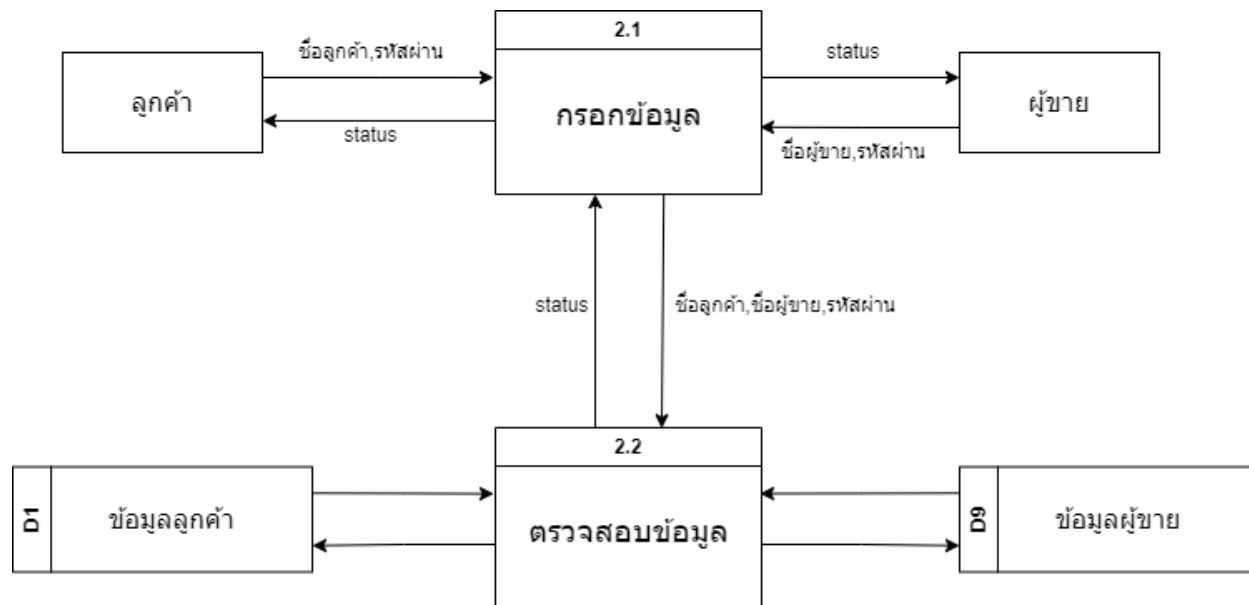 2.1
ชื่อลูกค้า,รหัสผ่าน
status
ลูกค้า
กรอกข้อมูล
ผู้ขาย
status
ชื่อผู้ขาย,รหัสผ่าน
status
ชื่อลูกค้า,ชื่อผู้ขาย,รหัสผ่าน
2.2
D1
ข้อมูลลูกค้า
ตรวจสอบข้อมูล
D9
ข้อมูลผู้ขาย